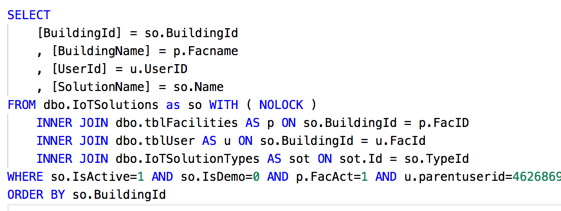 SELECT
[BuildingId] = so.BuildingId
, [BuildingName] = p.Facname
, [UserId] = u.UserID
, [SolutionName] = so.Name
FROM dbo.IoTSolutions as so WITH ( NOLOCK )
INNER JOIN dbo.tblFacilities AS p ON so.BuildingId = p.FacID
INNER JOIN dbo.tblUser AS u ON so.BuildingId = u.FacId
INNER JOIN dbo.IoTSolutionTypes AS sot ON sot.Id = so.TypeId
WHERE so.IsActive=1 AND so.IsDemo=0 AND p.FacAct=1 AND u.parentuserid=4626869
ORDER BY so.BuildingId